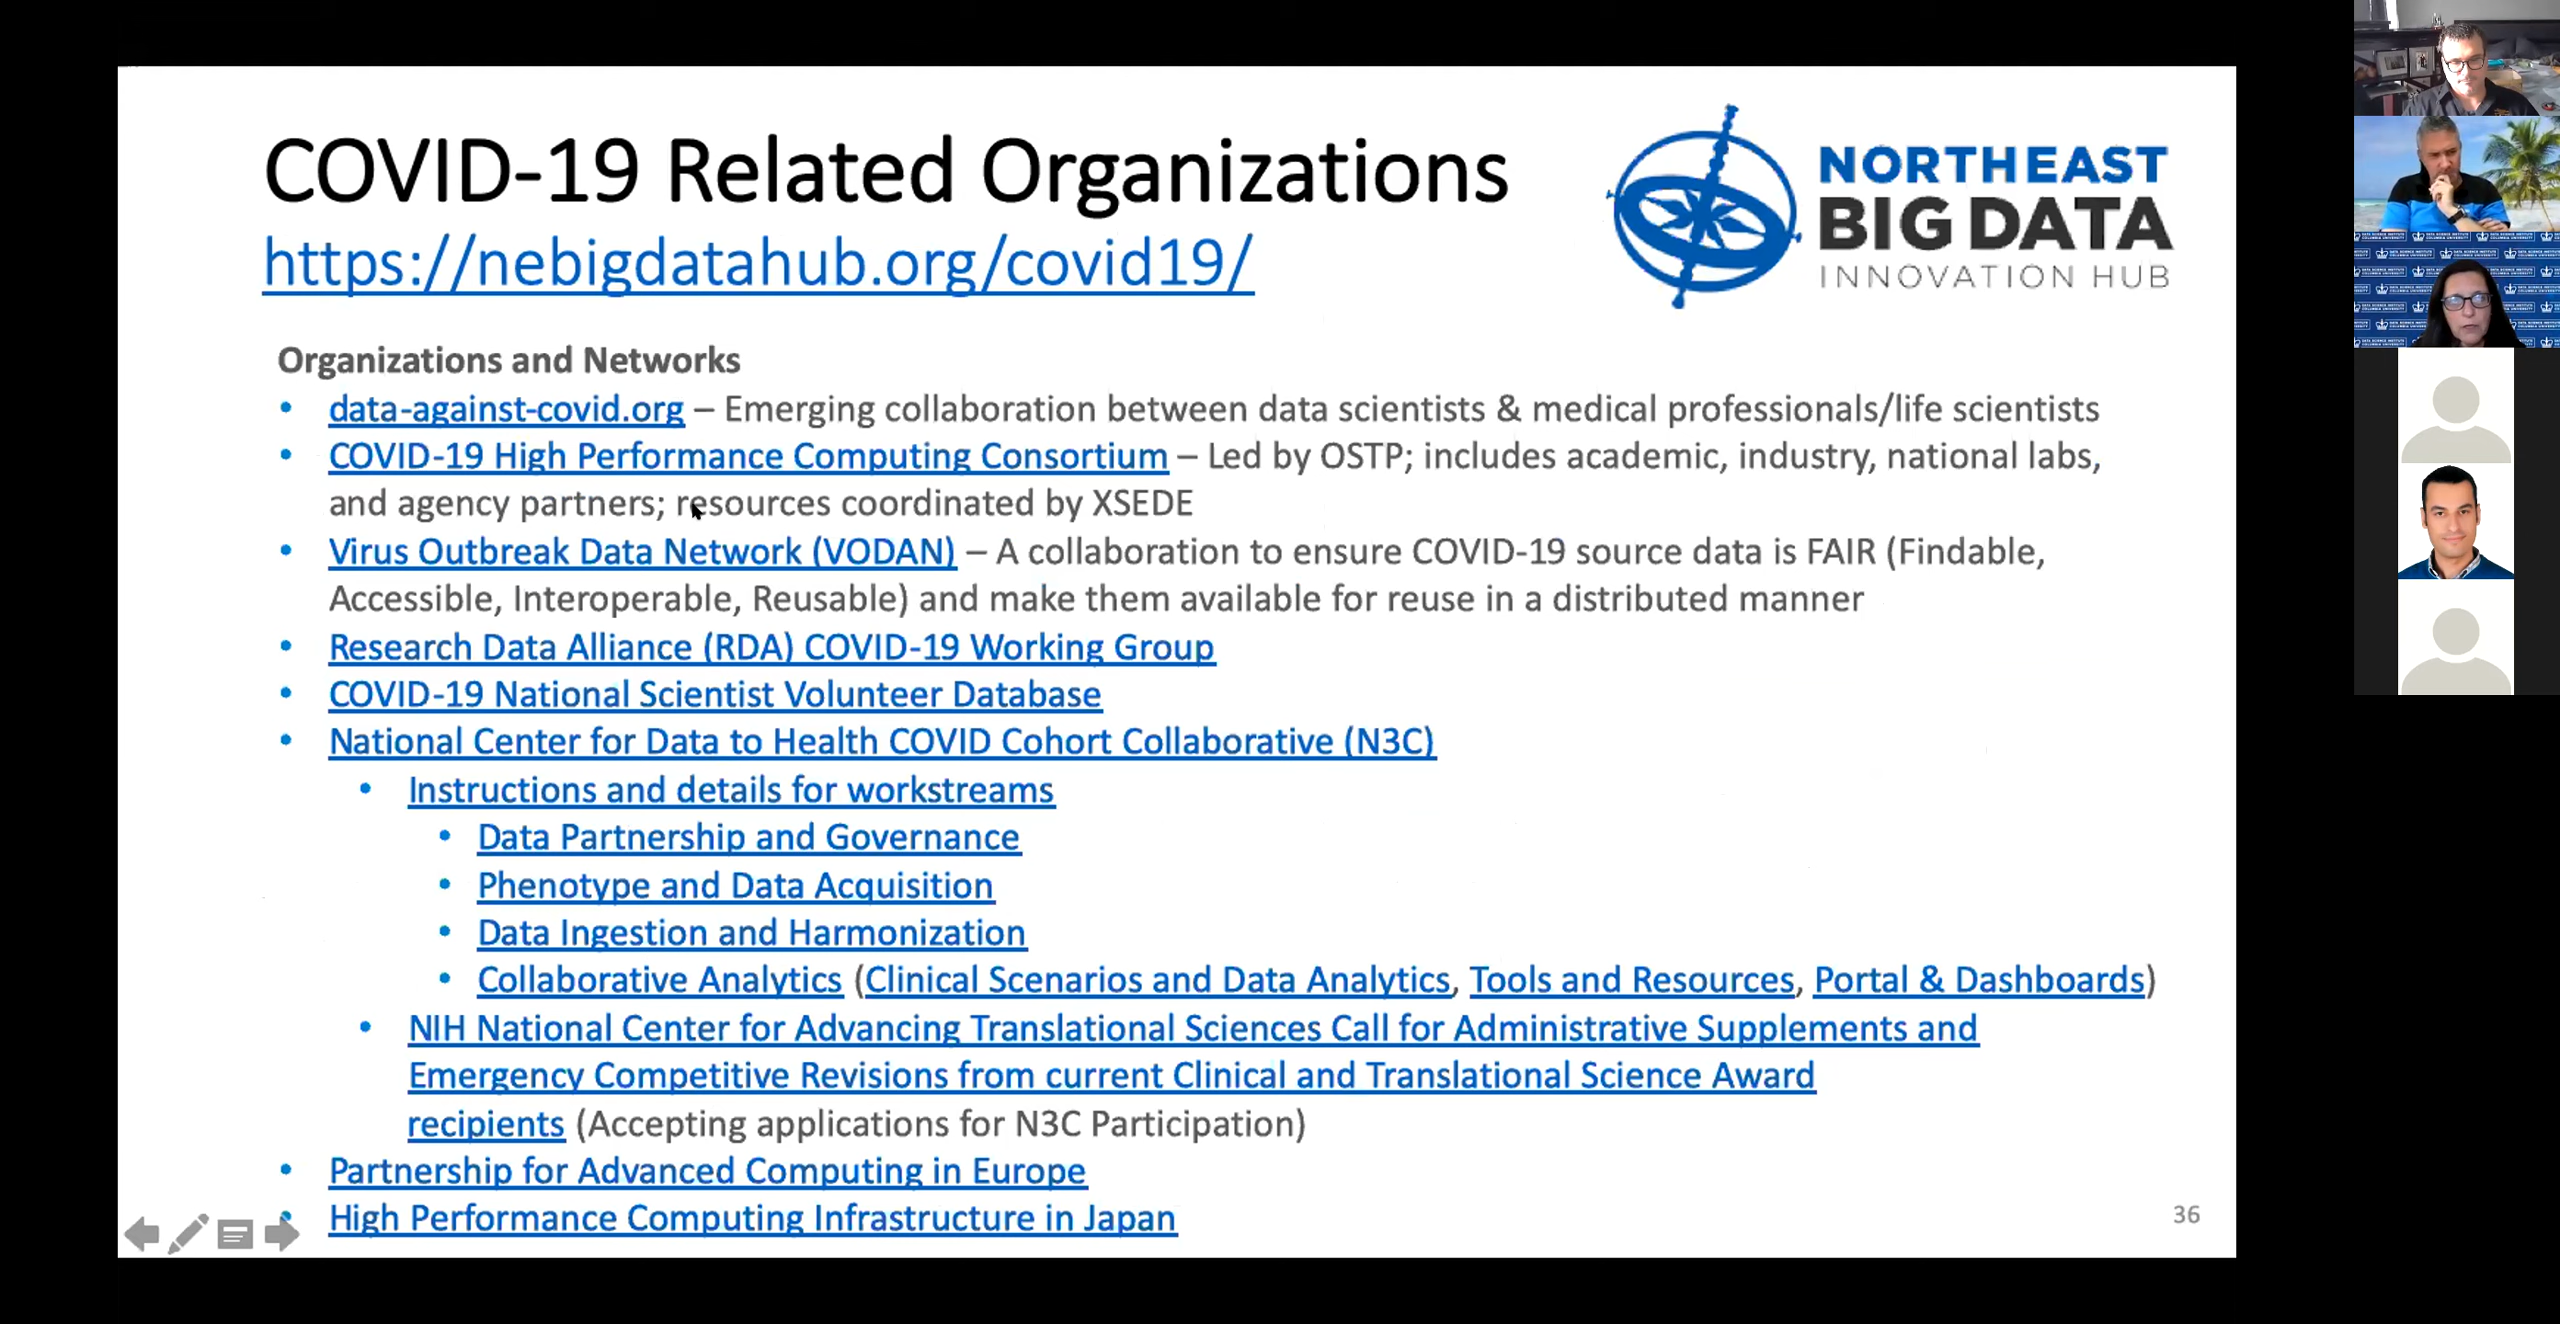 COVID-19 Related Organizations
https://nebigdatahub.org/covid19/
NORTHEAST
BIG DATA
INNOVATION HUB
Organizations and Networks
• data-against-covid.org – Emerging collaboration between data scientists & medical professionals/life scientists
• COVID-19 High Performance Computing Consortium – Led by OSTP; includes academic, industry, national labs,
and agency partners; resources coordinated by XSEDE
• Virus Outbreak Data Network (VODAN) – A collaboration to ensure COVID-19 source data is FAIR (Findable,
Accessible, Interoperable, Reusable) and make them available for reuse in a distributed manner
• Research Data Alliance (RDA) COVID-19 Working Group
• COVID-19 National Scientist Volunteer Database
• National Center for Data to Health COVID Cohort Collaborative (N3C)
• Instructions and details for workstreams
• Data Partnership and Governance
• Phenotype and Data Acquisition
• Data Ingestion and Harmonization
• Collaborative Analytics (Clinical Scenarios and Data Analytics, Tools and Resources, Portal & Dashboards)
• NIH National Center for Advancing Translational Sciences Call for Administrative Supplements and
Emergency Competitive Revisions from current Clinical and Translational Science Award
recipients (Accepting applications for N3C Participation)
• Partnership for Advanced Computing in Europe
• High Performance Computing Infrastructure in Japan
36